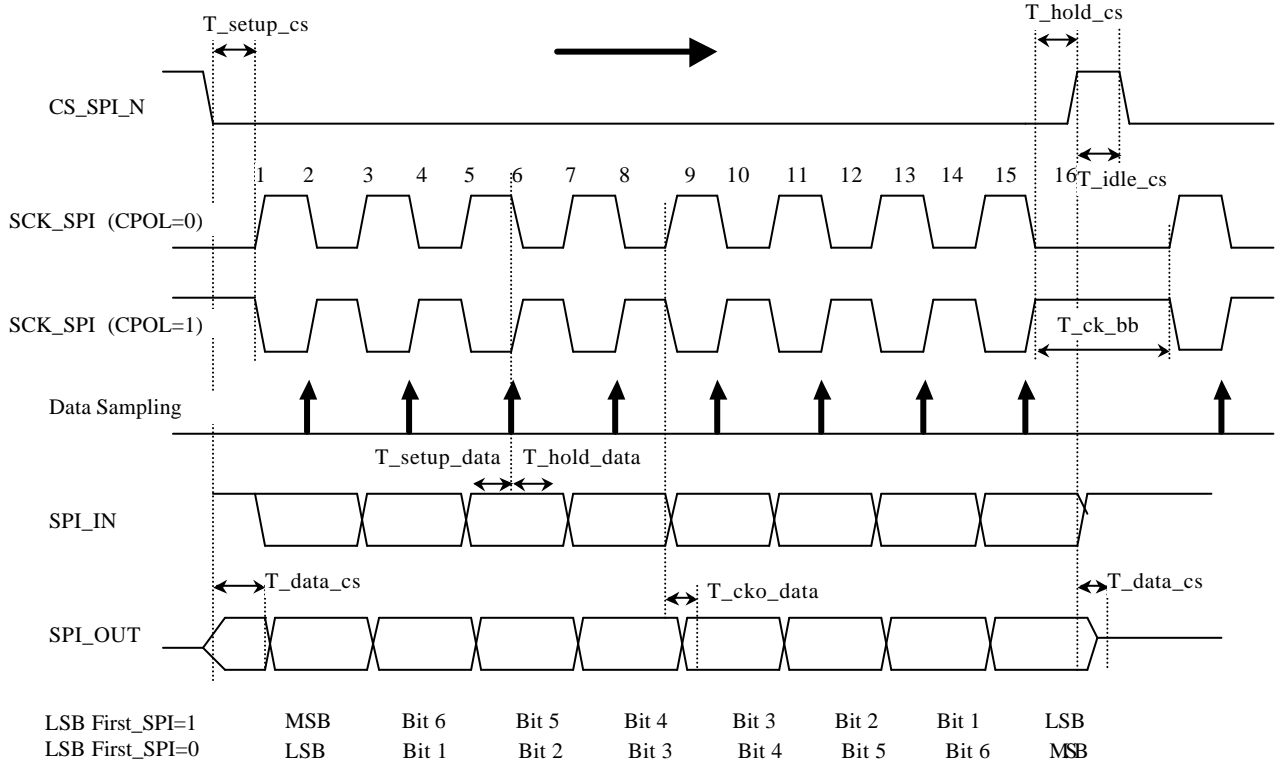 T_setup_cs
T_hold_cs
CS_SPI_N
1 2 3 4 5 6 7 8 9 10 11 12 13 14 15 16
T_idle_cs
SCK_SPI (CPOL=0)
SCK_SPI (CPOL=1)
T_ck_bb
Data Sampling
T_setup_data T_hold_data
SPI_IN
T_data_cs
T_cko_data
T_data_cs
SPI_OUT
LSB First_SPI=1 MSB Bit 6 Bit 5 Bit 4 Bit 3 Bit 2 Bit 1 LSB
LSB First_SPI=0 LSB Bit 1 Bit 2 Bit 3 Bit 4 Bit 5 Bit 6 MSB